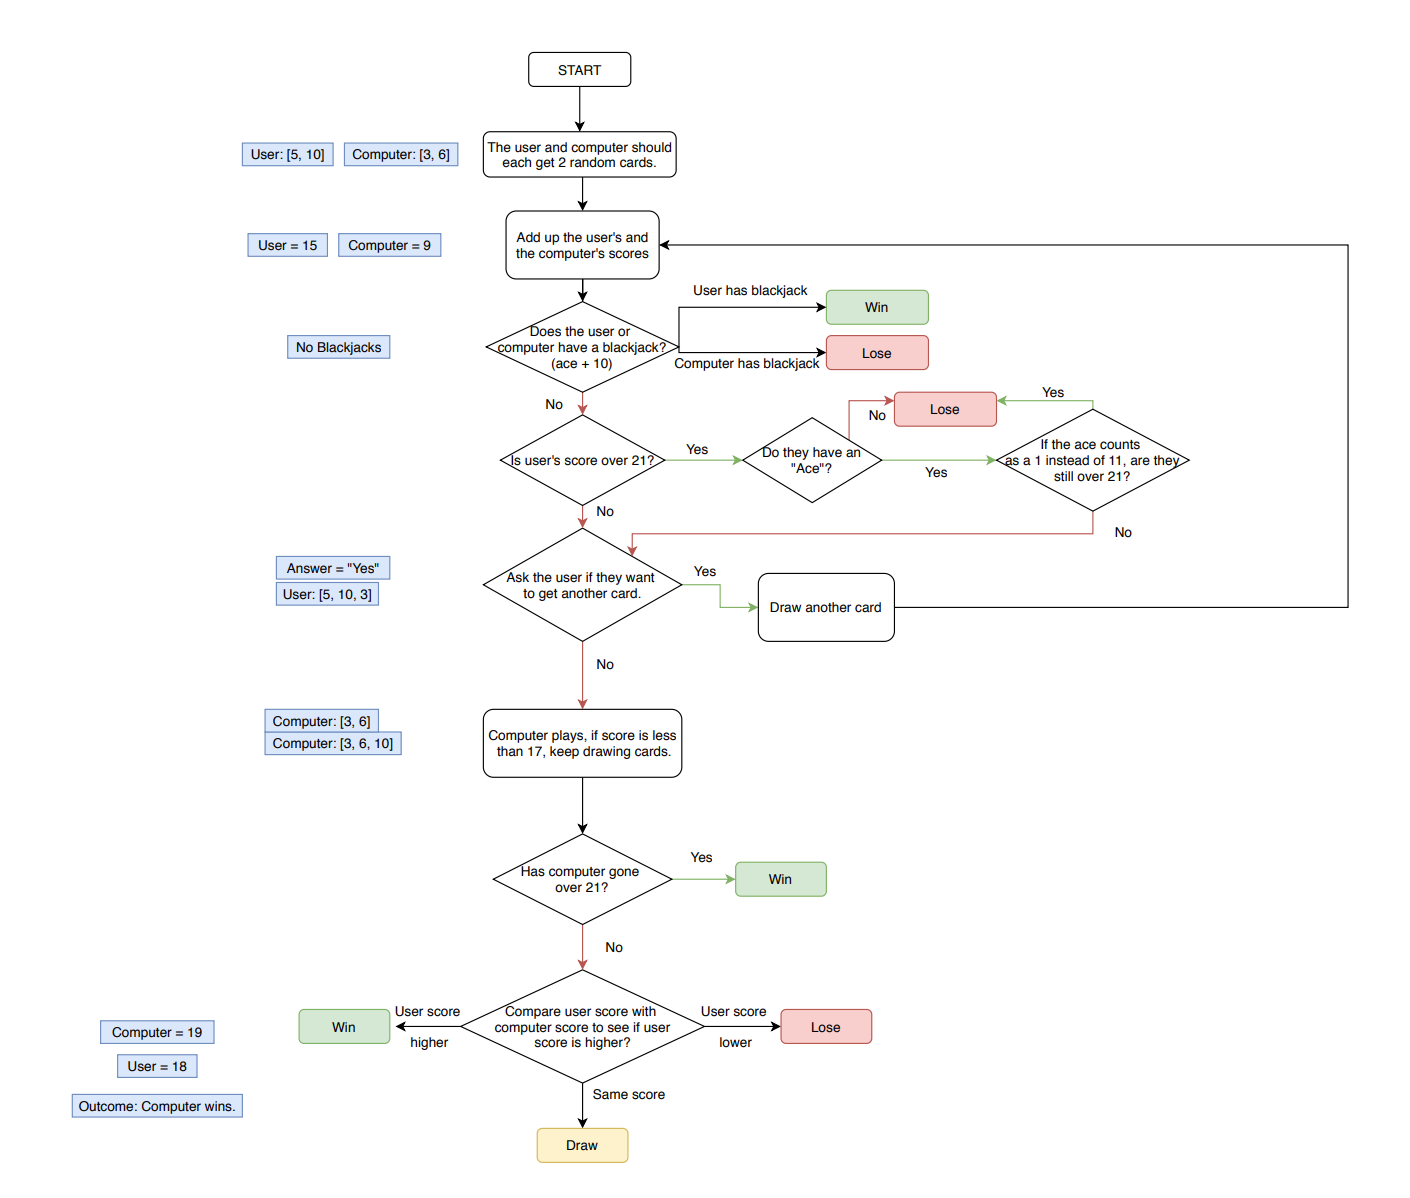 START
User: [5, 10]
Computer: [3, 6]
The user and computer should
each get 2 random cards.
User = 15
Computer = 9
Add up the user's and
the computer's scores
User has blackjack
Win
No Blackjacks
Does the user or
computer have a blackjack?
(ace + 10)
Lose
Computer has blackjack
No
Lose
No
Yes
Is user's score over 21?
Yes
Do they have an
"Ace"?
Yes
If the ace counts
as a 1 instead of 11, are they
still over 21?
No
No
Answer = "Yes"
User: [5, 10, 3]
Ask the user if they want
to get another card.
Yes
Draw another card
No
Computer: [3, 6]
Computer: [3, 6, 10]
Computer plays, if score is less
than 17, keep drawing cards.
Has computer gone
over 21?
Yes
Win
No
Computer = 19
User = 18
Outcome: Computer wins.
Win
User score
higher
Compare user score with
computer score to see if user
score is higher?
User score
lower
Lose
Same score
Draw